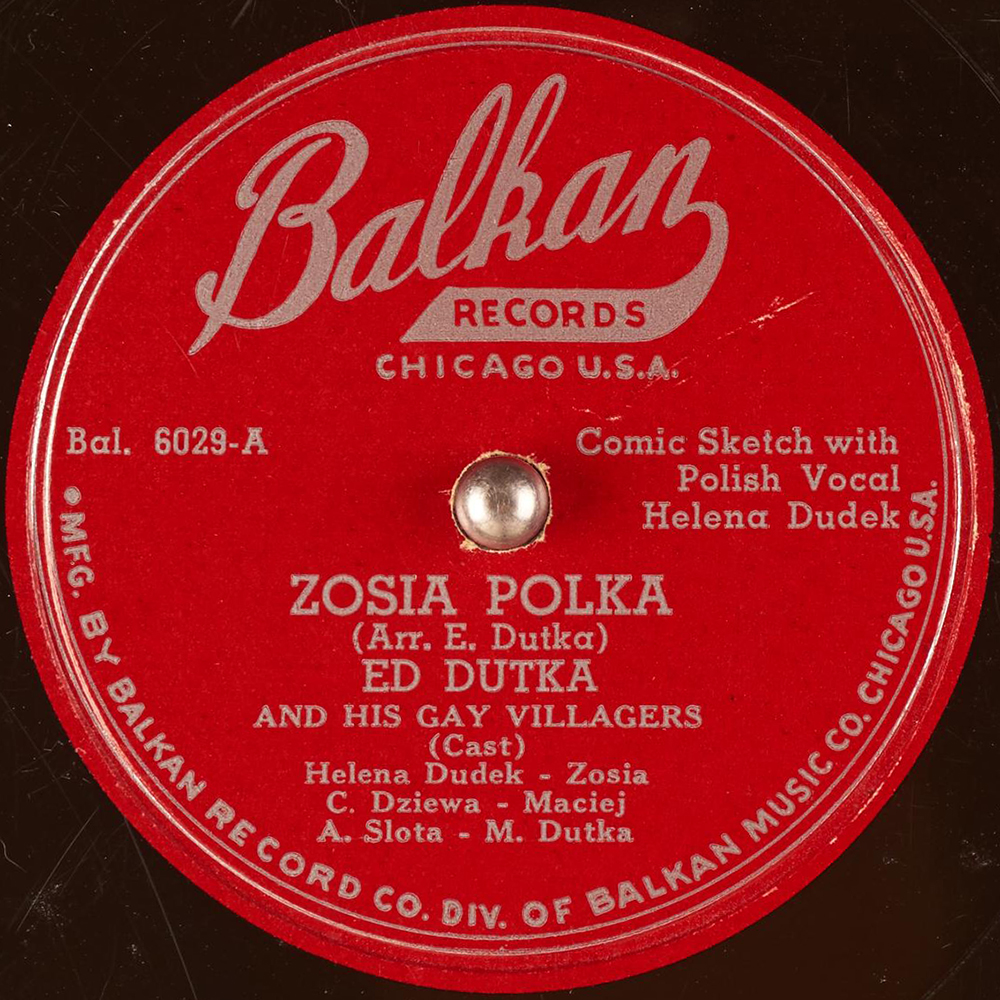 Balkan
RECORDS
CHICAGO U.S.A.
Bal. 6029-A
Comic Sketch with
Polish Vocal
Helena Dudek
ZOSIA POLKA
(Arr. E. Dutka)
ED DUTKA
AND HIS GAY VILLAGERS
(Cast)
Helena Dudek - Zosia
C. Dziewa - Maciej
A. Slota - M. Dutka
•MFG. BY BALKAN RECORD CO. DIV. OF BALKAN MUSIC CO. CHICAGO U.S.A.